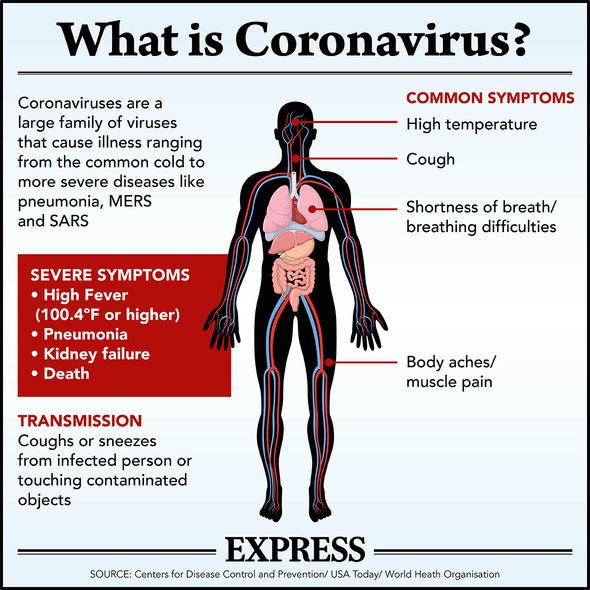 What is Coronavirus?
Coronaviruses are a
large family of viruses
that cause illness ranging
from the common cold to
more severe diseases like
pneumonia, MERS
and SARS
SEVERE SYMPTOMS
• High Fever
(100.4ºF or higher)
• Pneumonia
• Kidney failure
• Death
TRANSMISSION
Coughs or sneezes
from infected person or
touching contaminated
objects
COMMON SYMPTOMS
High temperature
Cough
Shortness of breath/
breathing difficulties
Body aches/
muscle pain
EXPRESS
SOURCE: Centers for Disease Control and Prevention/ USA Today/ World Heath Organisation